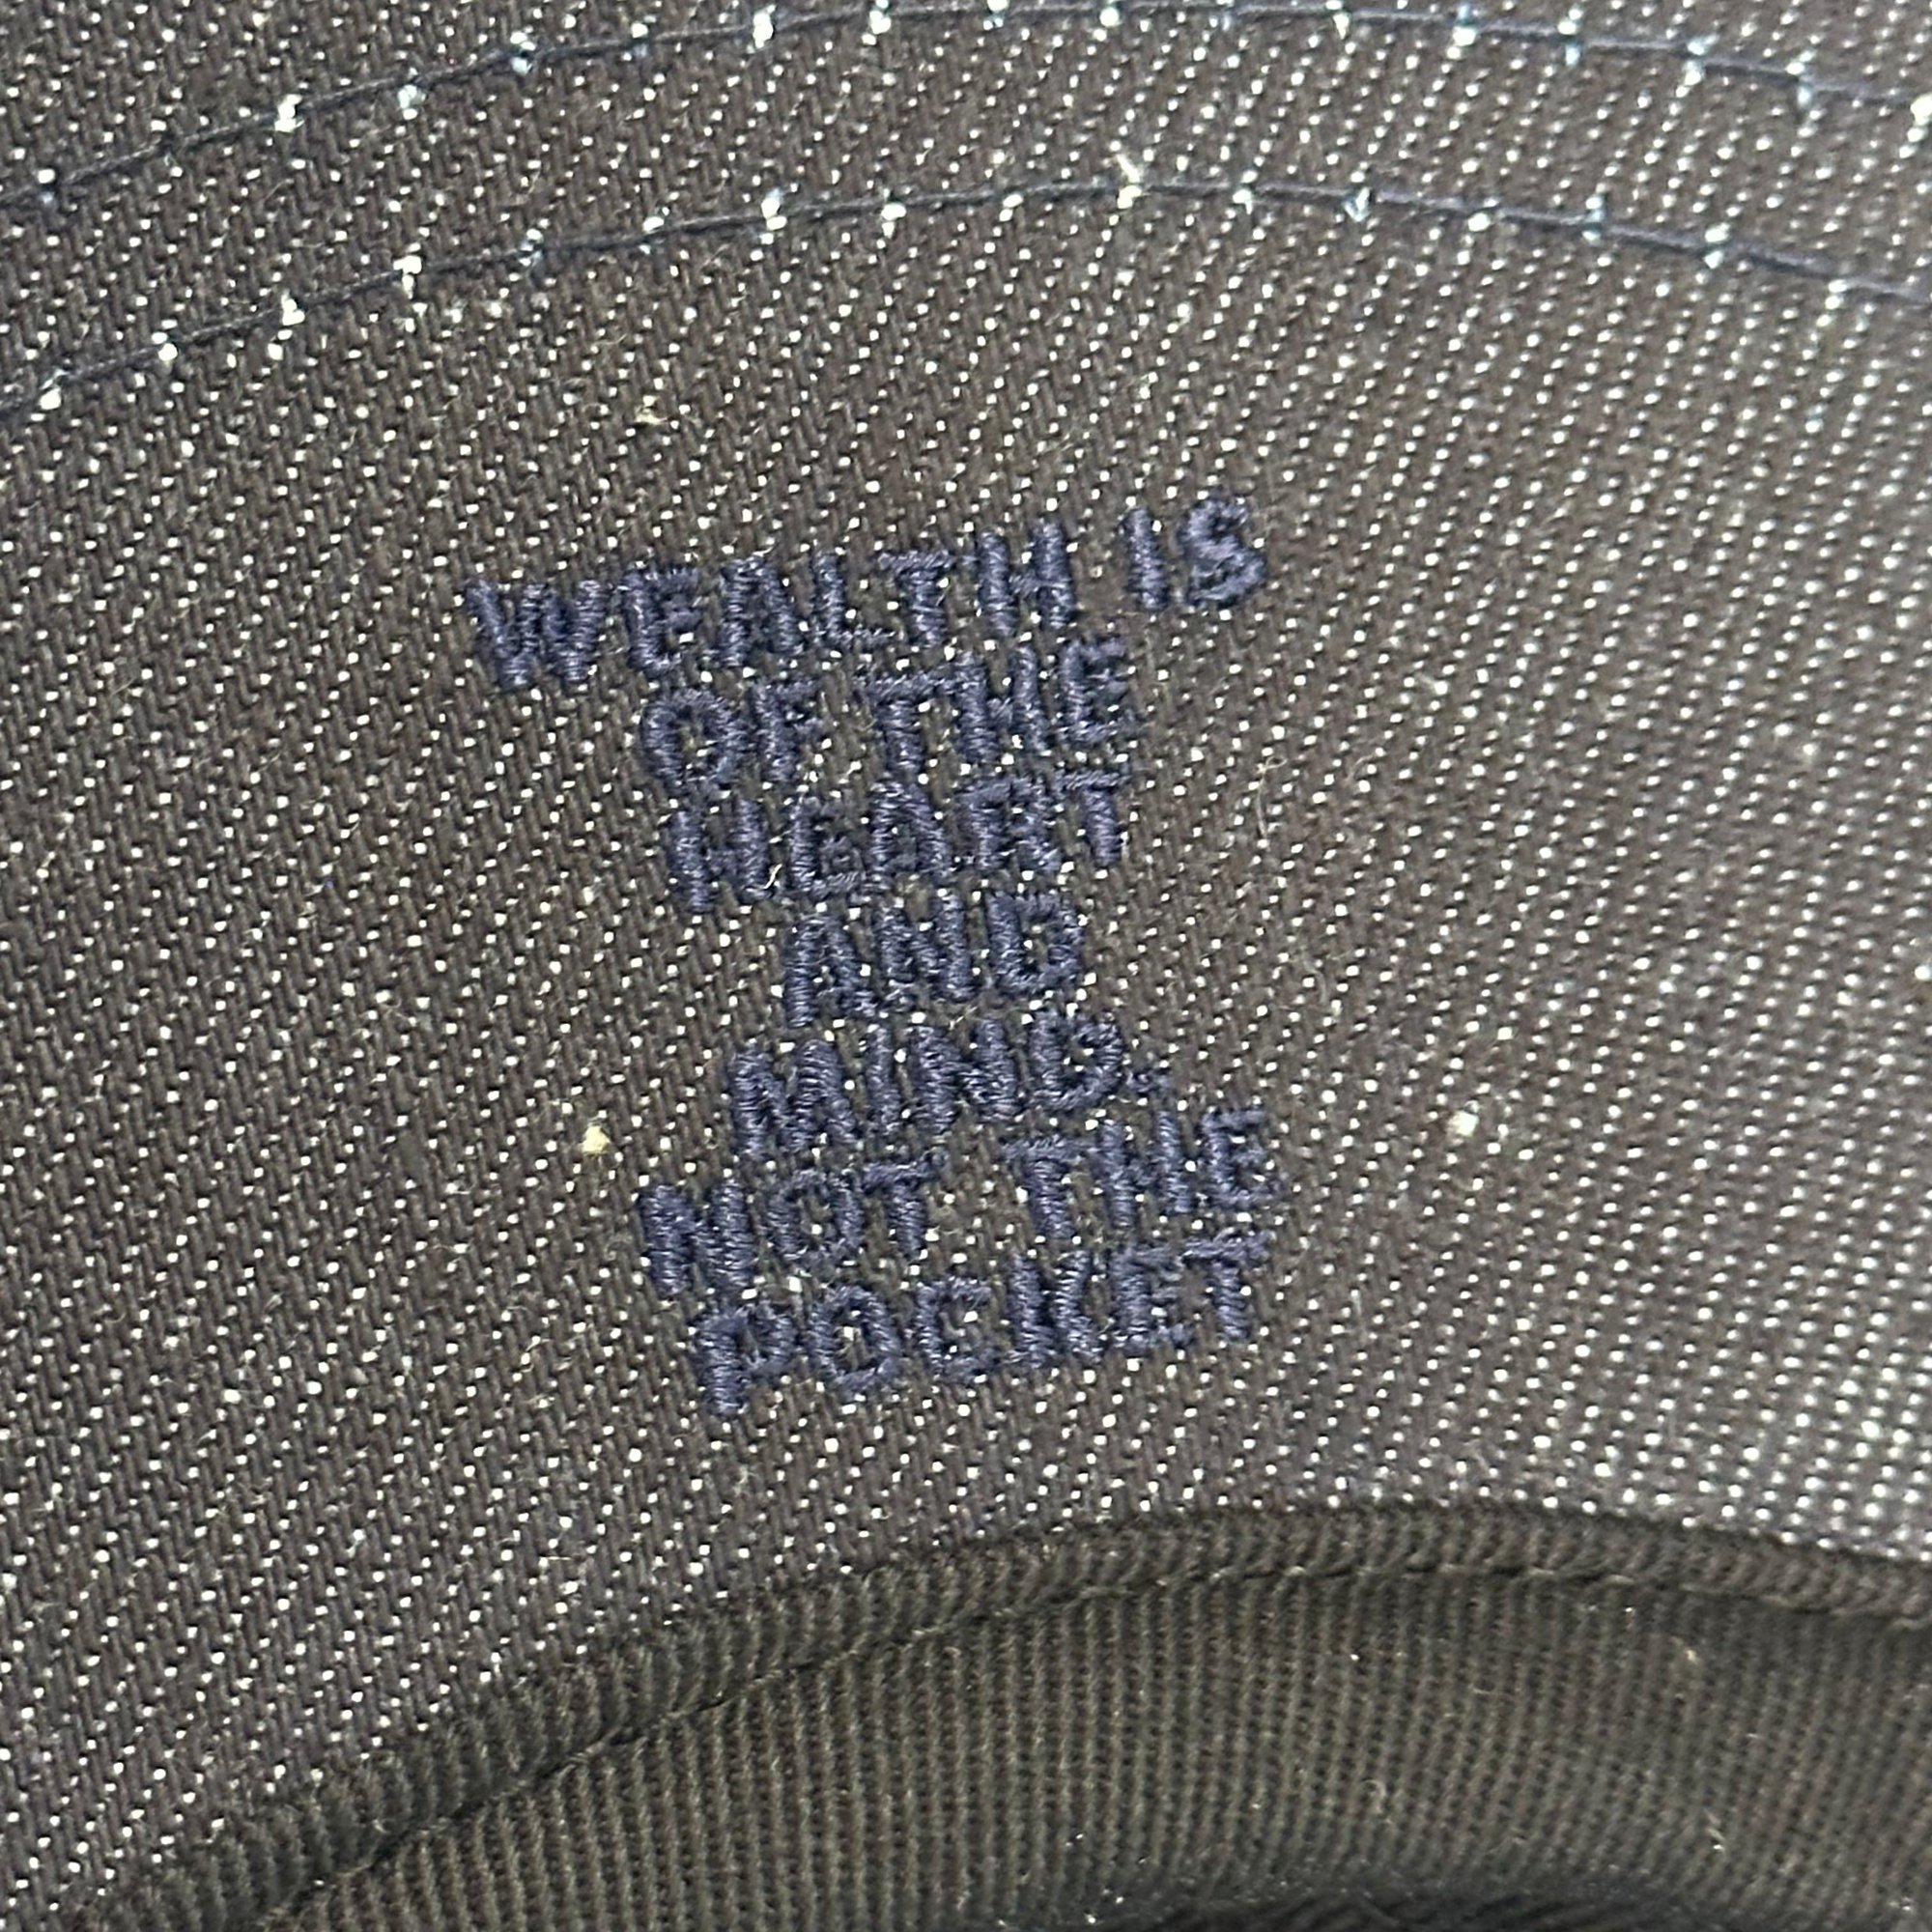 WEALTH IS
OF THE
HEART
AND
MIND.
NOT THE
POCKET